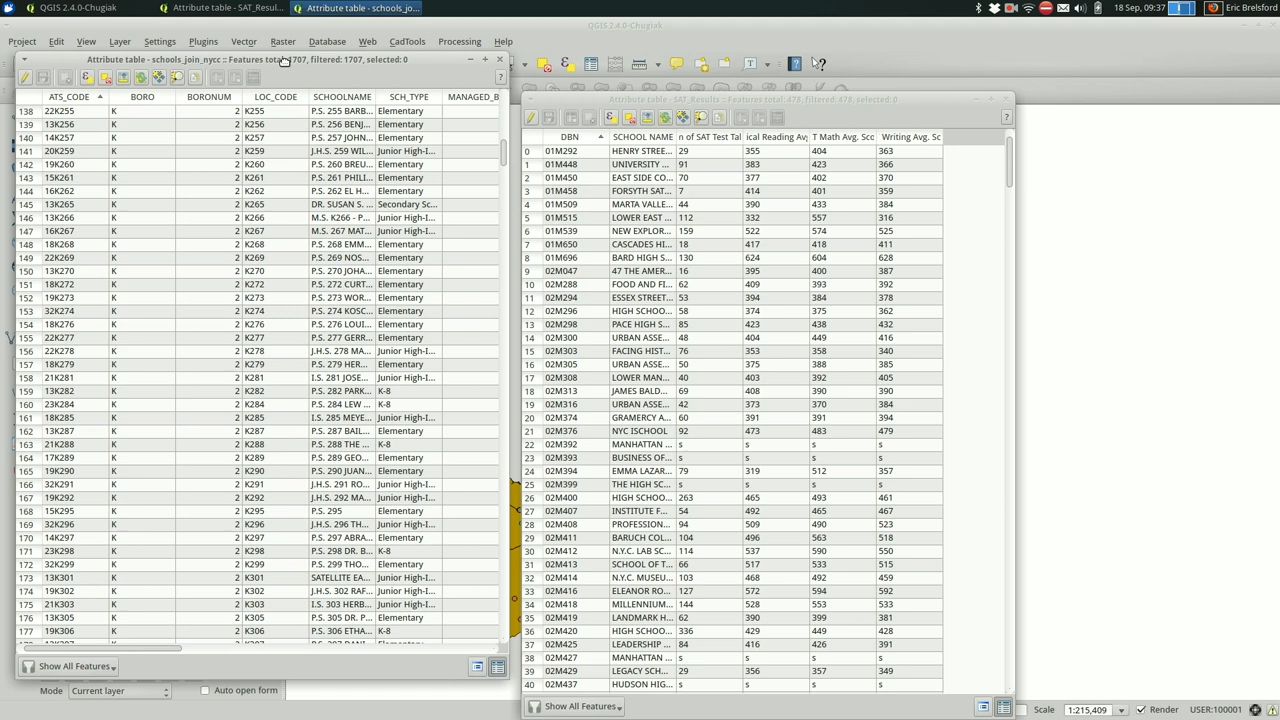 QGIS 2.4.0-Chugiak
Attribute table - SAT_Resul...
Attribute table - schools_jo...
18 Sep, 09:37
Eric Brelsford
QGIS 2.4.0-Chugiak
Project Edit View Layer Settings Plugins Vector Raster Database Web CadTools Processing Help
Attribute table - schools_join_nycc :: Features total: 1707, filtered: 1707, selected: 0
ATS_CODE BORO BORONUM LOC_CODE SCHOOLNAME SCH_TYPE MANAGED_B
138 22K255 K 2 K255 P.S. 255 BARB... Elementary
139 13K256 K 2 K256 P.S. 256 BENJ... Elementary
140 14K257 K 2 K257 P.S. 257 JOHN... Elementary
141 20K259 K 2 K259 J.H.S. 259 WIL... Junior High-I...
142 19K260 K 2 K260 P.S. 260 BREU... Elementary
143 15K261 K 2 K261 P.S. 261 PHILI... Elementary
144 16K262 K 2 K262 P.S. 262 EL H... Elementary
145 13K265 K 2 K265 DR. SUSAN S. ... Secondary Sc...
146 13K266 K 2 K266 M.S. K266 - P... Junior High-I...
147 16K267 K 2 K267 M.S. 267 MAT... Junior High-I...
148 18K268 K 2 K268 P.S. 268 EMM... Elementary
149 22K269 K 2 K269 P.S. 269 NOS... Elementary
150 13K270 K 2 K270 P.S. 270 JOHA... Elementary
151 18K272 K 2 K272 P.S. 272 CURT... Elementary
152 19K273 K 2 K273 P.S. 273 WOR... Elementary
153 32K274 K 2 K274 P.S. 274 KOSC... Elementary
154 18K276 K 2 K276 P.S. 276 LOUI... Elementary
155 22K277 K 2 K277 P.S. 277 GERR... Elementary
156 22K278 K 2 K278 J.H.S. 278 MA... Junior High-I...
157 18K279 K 2 K279 P.S. 279 HER... Elementary
158 21K281 K 2 K281 I.S. 281 JOSE... Junior High-I...
159 13K282 K 2 K282 P.S. 282 PARK... K-8
160 23K284 K 2 K284 P.S. 284 LEW ... K-8
161 18K285 K 2 K285 I.S. 285 MEYE... Junior High-I...
162 13K287 K 2 K287 P.S. 287 BAIL... Elementary
163 21K288 K 2 K288 P.S. 288 THE ... K-8
164 17K289 K 2 K289 P.S. 289 GEO... Elementary
165 19K290 K 2 K290 P.S. 290 JUAN... Elementary
166 32K291 K 2 K291 J.H.S. 291 RO... Junior High-I...
167 19K292 K 2 K292 J.H.S. 292 MA... Junior High-I...
168 15K295 K 2 K295 P.S. 295 Elementary
169 32K296 K 2 K296 J.H.S. 296 TH... Junior High-I...
170 14K297 K 2 K297 P.S. 297 ABRA... Elementary
171 23K298 K 2 K298 P.S. 298 DR. B... K-8
172 32K299 K 2 K299 P.S. 299 THO... Elementary
173 13K301 K 2 K301 SATELLITE EA... Junior High-I...
174 19K302 K 2 K302 J.H.S. 302 RAF... Junior High-I...
175 21K303 K 2 K303 I.S. 303 HERB... Junior High-I...
176 13K305 K 2 K305 P.S. 305 DR. P... Elementary
177 19K306 K 2 K306 P.S. 306 ETHA... K-8
Show All Features
Mode Current layer Auto open form
Attribute table - SAT_Results :: Features total: 478, filtered: 478, selected: 0
DBN SCHOOL NAME n of SAT Test Tal ical Reading Av T Math Avg. Sco Writing Avg. Sc
0 01M292 HENRY STREE... 29 355 404 363
1 01M448 UNIVERSITY ... 91 383 423 366
2 01M450 EAST SIDE CO... 70 377 402 370
3 01M458 FORSYTH SAT... 7 414 401 359
4 01M509 MARTA VALLE... 44 390 433 384
5 01M515 LOWER EAST ... 112 332 557 316
6 01M539 NEW EXPLOR... 159 522 574 525
7 01M650 CASCADES HI... 18 417 418 411
8 01M696 BARD HIGH S... 130 624 604 628
9 02M047 47 THE AMER... 16 395 400 387
10 02M288 FOOD AND FI... 62 409 393 392
11 02M294 ESSEX STREET... 53 394 384 378
12 02M296 HIGH SCHOO... 58 374 375 362
13 02M298 PACE HIGH S... 85 423 438 432
14 02M300 URBAN ASSE... 48 404 449 416
15 02M303 FACING HIST... 76 353 358 340
16 02M305 URBAN ASSE... 50 375 388 385
17 02M308 LOWER MAN... 40 403 392 405
18 02M313 JAMES BALD... 69 408 390 390
19 02M316 URBAN ASSE... 42 373 370 384
20 02M374 GRAMERCY A... 60 391 391 394
21 02M376 NYC ISCHOOL 92 473 483 479
22 02M392 MANHATTAN ... s s s s
23 02M393 BUSINESS OF... s s s s
24 02M394 EMMA LAZAR... 79 319 512 357
25 02M399 THE HIGH SC... s s s s
26 02M400 HIGH SCHOO... 263 465 493 461
27 02M407 INSTITUTE F... 54 492 465 467
28 02M408 PROFESSION... 94 509 490 523
29 02M411 BARUCH COL... 104 496 563 518
30 02M412 N.Y.C. LAB SC... 114 537 590 550
31 02M413 SCHOOL OF T... 66 517 533 515
32 02M414 N.Y.C. MUSEU... 103 468 492 459
33 02M416 ELEANOR RO... 127 572 594 592
34 02M418 MILLENNIUM... 144 528 553 533
35 02M419 LANDMARK H... 62 390 399 381
36 02M420 HIGH SCHOO... 336 429 449 428
37 02M425 LEADERSHIP ... 84 416 426 391
38 02M427 MANHATTAN ... s s s s
39 02M429 LEGACY SCH... 29 356 357 349
40 02M437 HUDSON HIG... s s s s
Show All Features
Scale 1:215,409 Render USER:100001